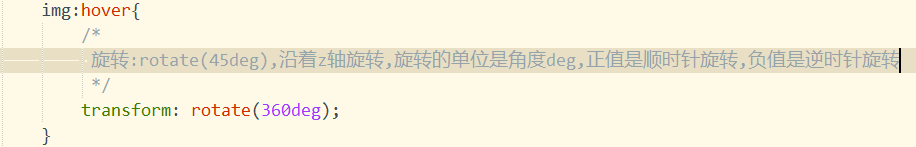 img:hover{
/*
旋转:rotate(45deg),沿着z轴旋转,旋转的单位是角度deg,正值是顺时针旋转,负值是逆时针旋转
*/
transform: rotate(360deg);
}